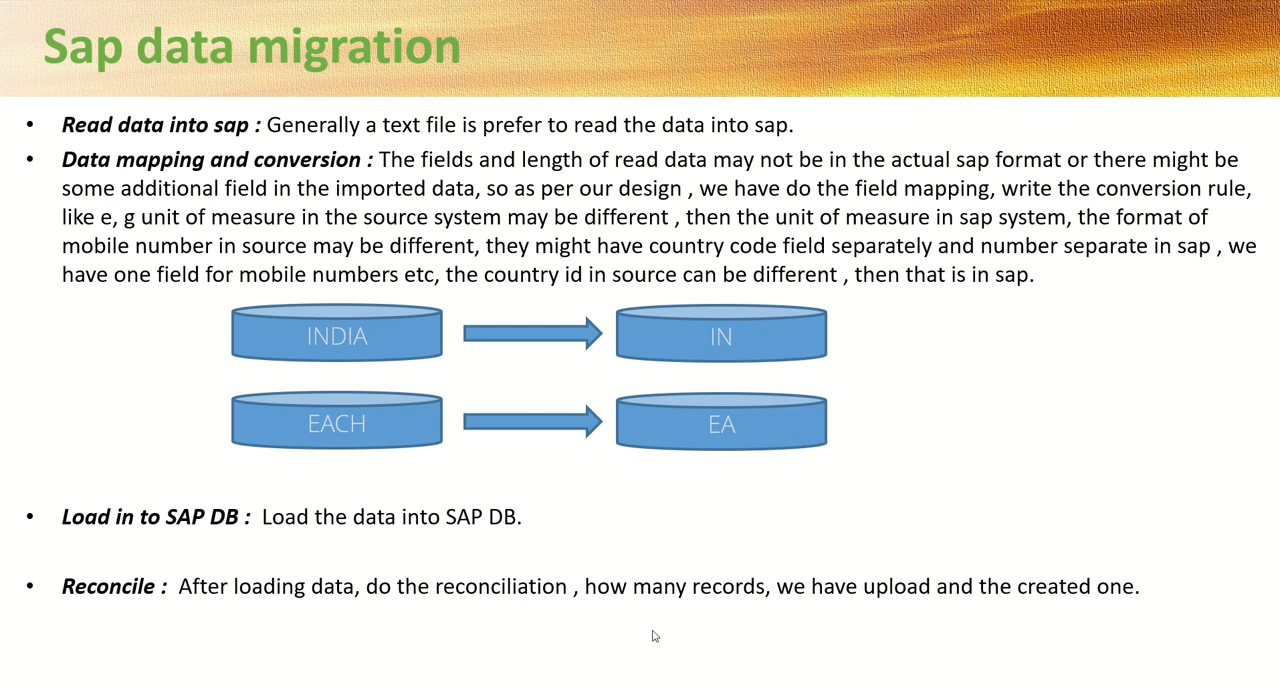 Sap data migration
• Read data into sap : Generally a text file is prefer to read the data into sap.
• Data mapping and conversion : The fields and length of read data may not be in the actual sap format or there might be
some additional field in the imported data, so as per our design , we have do the field mapping, write the conversion rule,
like e, g unit of measure in the source system may be different , then the unit of measure in sap system, the format of
mobile number in source may be different, they might have country code field separately and number separate in sap , we
have one field for mobile numbers etc, the country id in source can be different , then that is in sap.
INDIA IN
EACH EA
• Load in to SAP DB : Load the data into SAP DB.
• Reconcile : After loading data, do the reconciliation , how many records, we have upload and the created one.